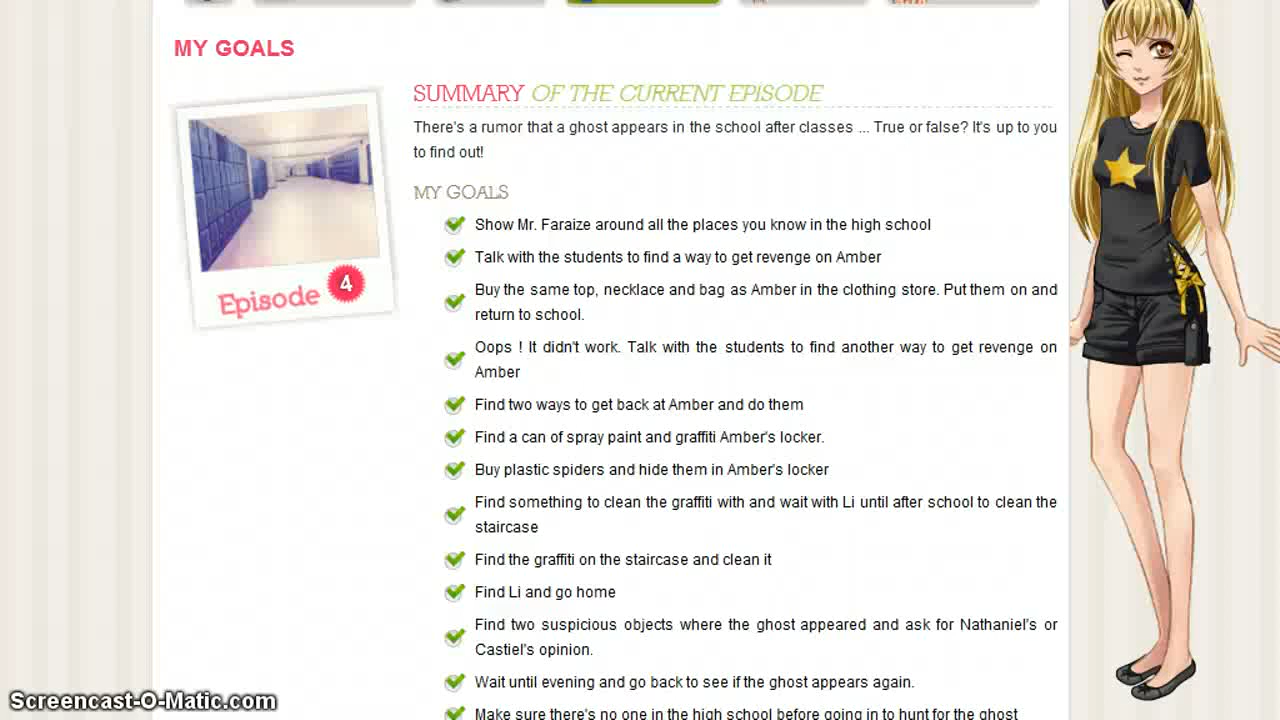 MY GOALS
SUMMARY OF THE CURRENT EPISODE
There's a rumor that a ghost appears in the school after classes ... True or false? It's up to you
to find out!
Episode 4
MY GOALS
Show Mr. Faraize around all the places you know in the high school
Talk with the students to find a way to get revenge on Amber
Buy the same top, necklace and bag as Amber in the clothing store. Put them on and
return to school.
Oops ! It didn't work. Talk with the students to find another way to get revenge on
Amber
Find two ways to get back at Amber and do them
Find a can of spray paint and graffiti Amber's locker.
Buy plastic spiders and hide them in Amber's locker
Find something to clean the graffiti with and wait with Li until after school to clean the
staircase
Find the graffiti on the staircase and clean it
Find Li and go home
Find two suspicious objects where the ghost appeared and ask for Nathaniel's or
Castiel's opinion.
Wait until evening and go back to see if the ghost appears again.
Make sure there's no one in the high school before going in to hunt for the ghost
Screencast-O-Matic.com